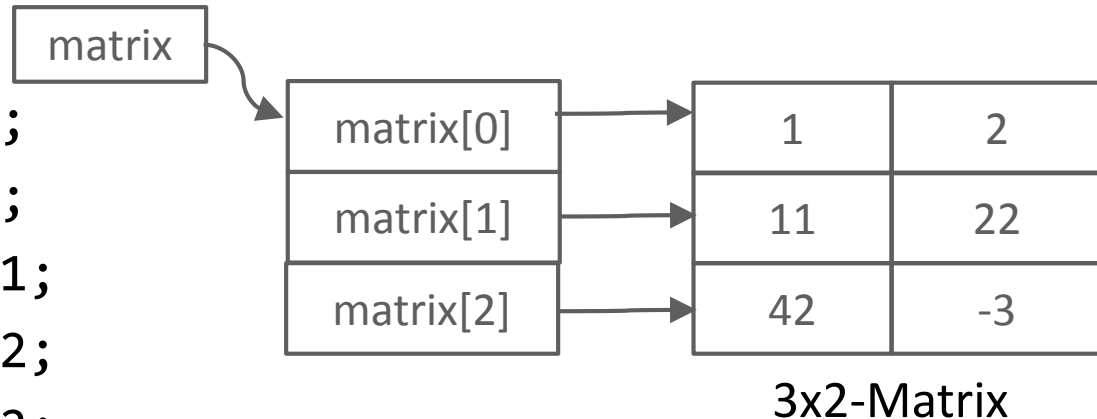 matrix
;
matrix[0] 1 2
;
matrix[1] 11 22
1;
matrix[2] 42 -3
2;
3x2-Matrix